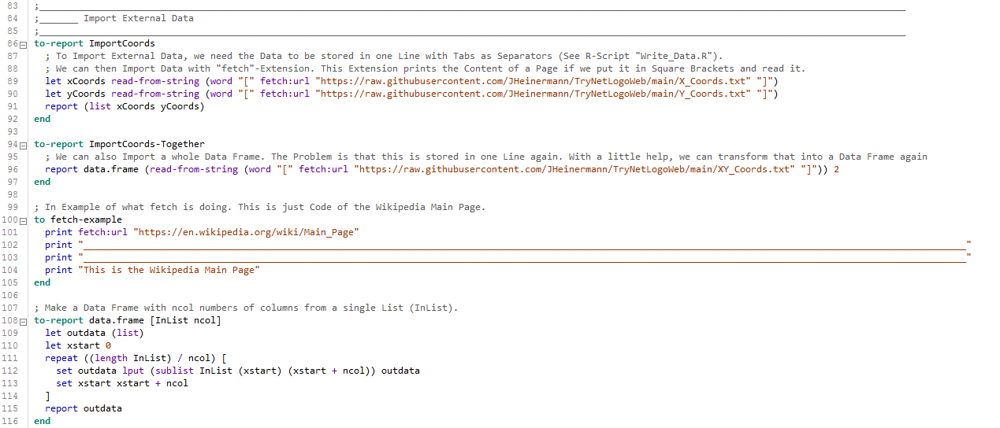 83 ;______________________________________________________________________________
84 ;_______ Import External Data
85 ;______________________________________________________________________________
86 to-report ImportCoords
87 ; To Import External Data, we need the Data to be stored in one Line with Tabs as Separators (See R-Script "Write_Data.R").
88 ; We can then Import Data with "fetch"-Extension. This Extension prints the Content of a Page if we put it in Square Brackets and read it.
89 let xCoords read-from-string (word "[" fetch:url "https://raw.githubusercontent.com/JHeinermann/TryNetLogoWeb/main/X_Coords.txt" "]")
90 let yCoords read-from-string (word "[" fetch:url "https://raw.githubusercontent.com/JHeinermann/TryNetLogoWeb/main/Y_Coords.txt" "]")
91 report (list xCoords yCoords)
92 end
93
94 to-report ImportCoords-Together
95 ; We can also Import a whole Data Frame. The Problem is that this is stored in one Line again. With a little help, we can transform that into a Data Frame again
96 report data.frame (read-from-string (word "[" fetch:url "https://raw.githubusercontent.com/JHeinermann/TryNetLogoWeb/main/XY_Coords.txt" "]")) 2
97 end
98
99 ; In Example of what fetch is doing. This is just Code of the Wikipedia Main Page.
100 to fetch-example
101 print fetch:url "https://en.wikipedia.org/wiki/Main_Page"
102 print "______________________________________________________________________________"
103 print "______________________________________________________________________________"
104 print "This is the Wikipedia Main Page"
105 end
106
107 ; Make a Data Frame with ncol numbers of columns from a single List (InList).
108 to-report data.frame [InList ncol]
109 let outdata (list)
110 let xstart 0
111 repeat ((length InList) / ncol) [
112 set outdata lput (sublist InList (xstart) (xstart + ncol)) outdata
113 set xstart xstart + ncol
114 ]
115 report outdata
116 end